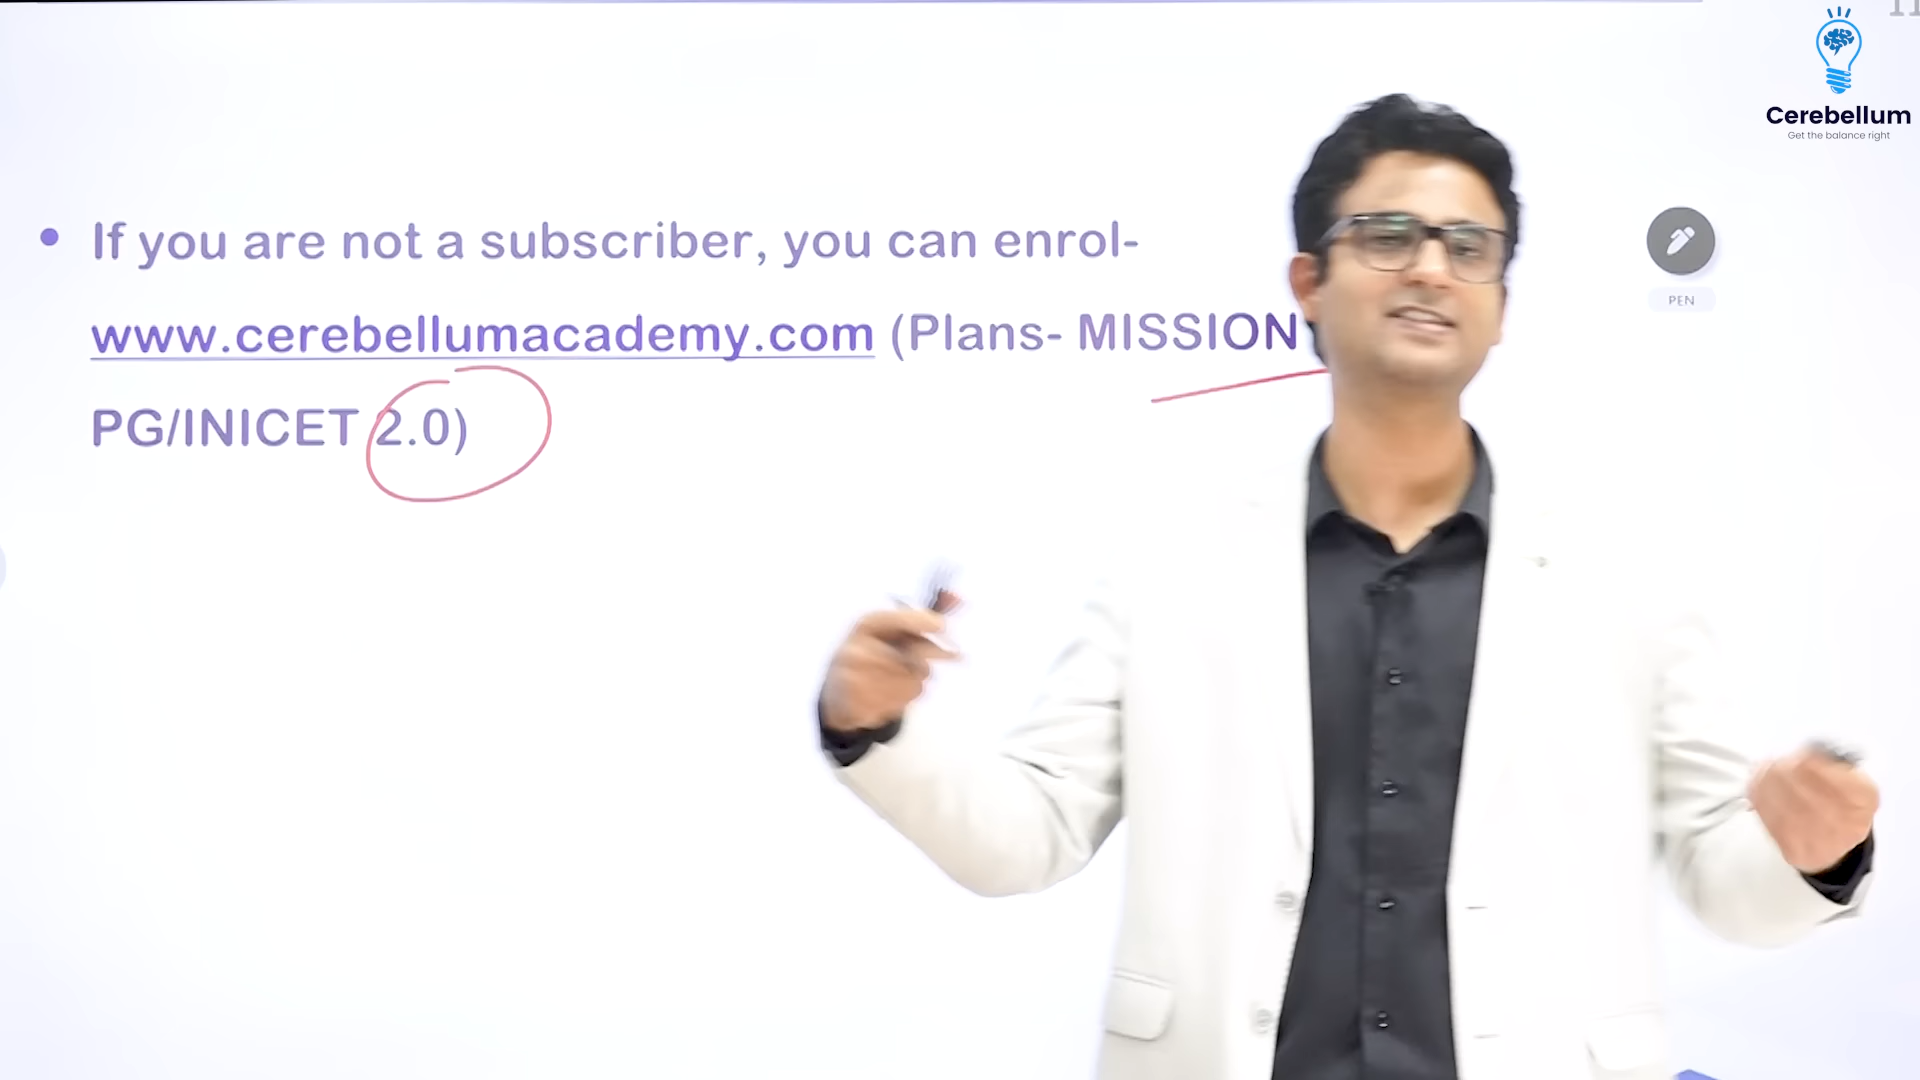 Cerebellum
Get the balance right
• If you are not a subscriber, you can enrol-
www.cerebellumacademy.com (Plans- MISSION
PG/INICET 2.0)
PEN